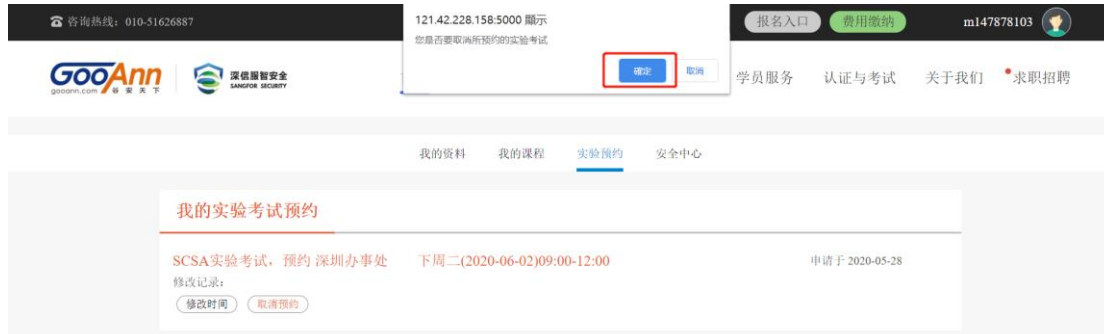 咨询热线：010-51626887
121.42.228.158:5000 顯示
您是否要取消所预约的实验考试
確定 取消
报名入口 费用缴纳 m147878103
GooAnn
gooann.com 谷安天下
深信服智安全
SANGFOR SECURITY
学员服务 认证与考试 关于我们 求职招聘
我的资料 我的课程 实验预约 安全中心
我的实验考试预约
SCSA实验考试，预约 深圳办事处 下周二(2020-06-02)09:00-12:00 申请于 2020-05-28
修改记录：
修改时间 取消预约